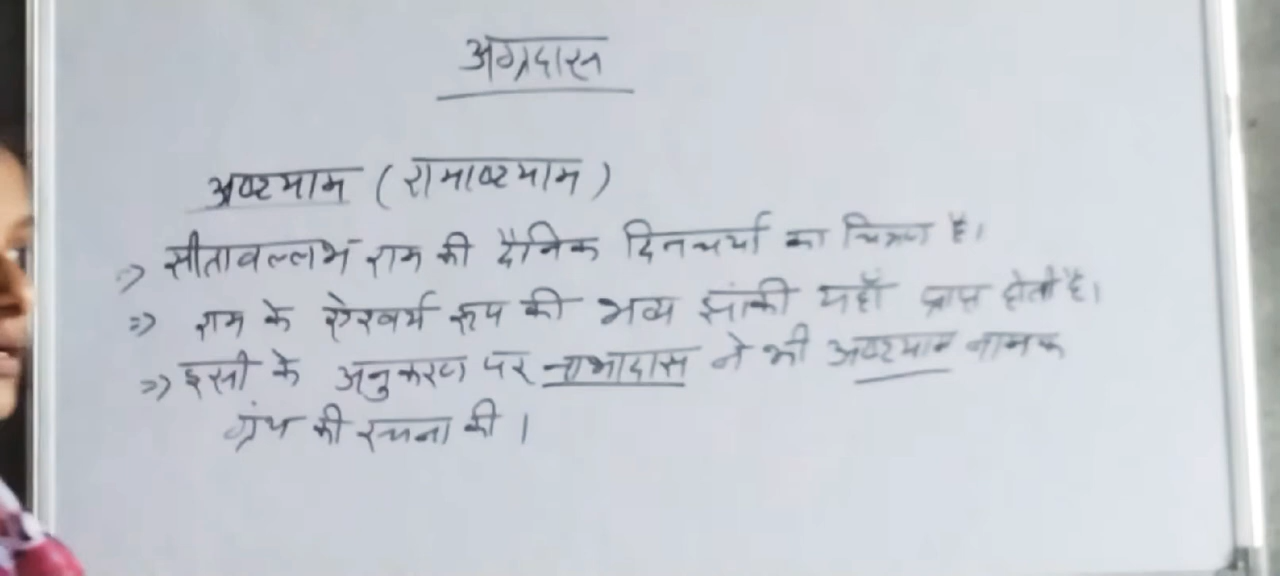 अग्रदास
अष्टयाम (रामाष्टयाम)
⇒ सीतावल्लभ राम की दैनिक दिनचर्या का चित्रण है।
⇒ राम के ऐश्वर्य रूप की भव्य झांकी यहाँ प्राप्त होती है।
⇒ इसी के अनुकरण पर नाभादास ने भी अष्टयाम नामक
ग्रंथ की रचना की।